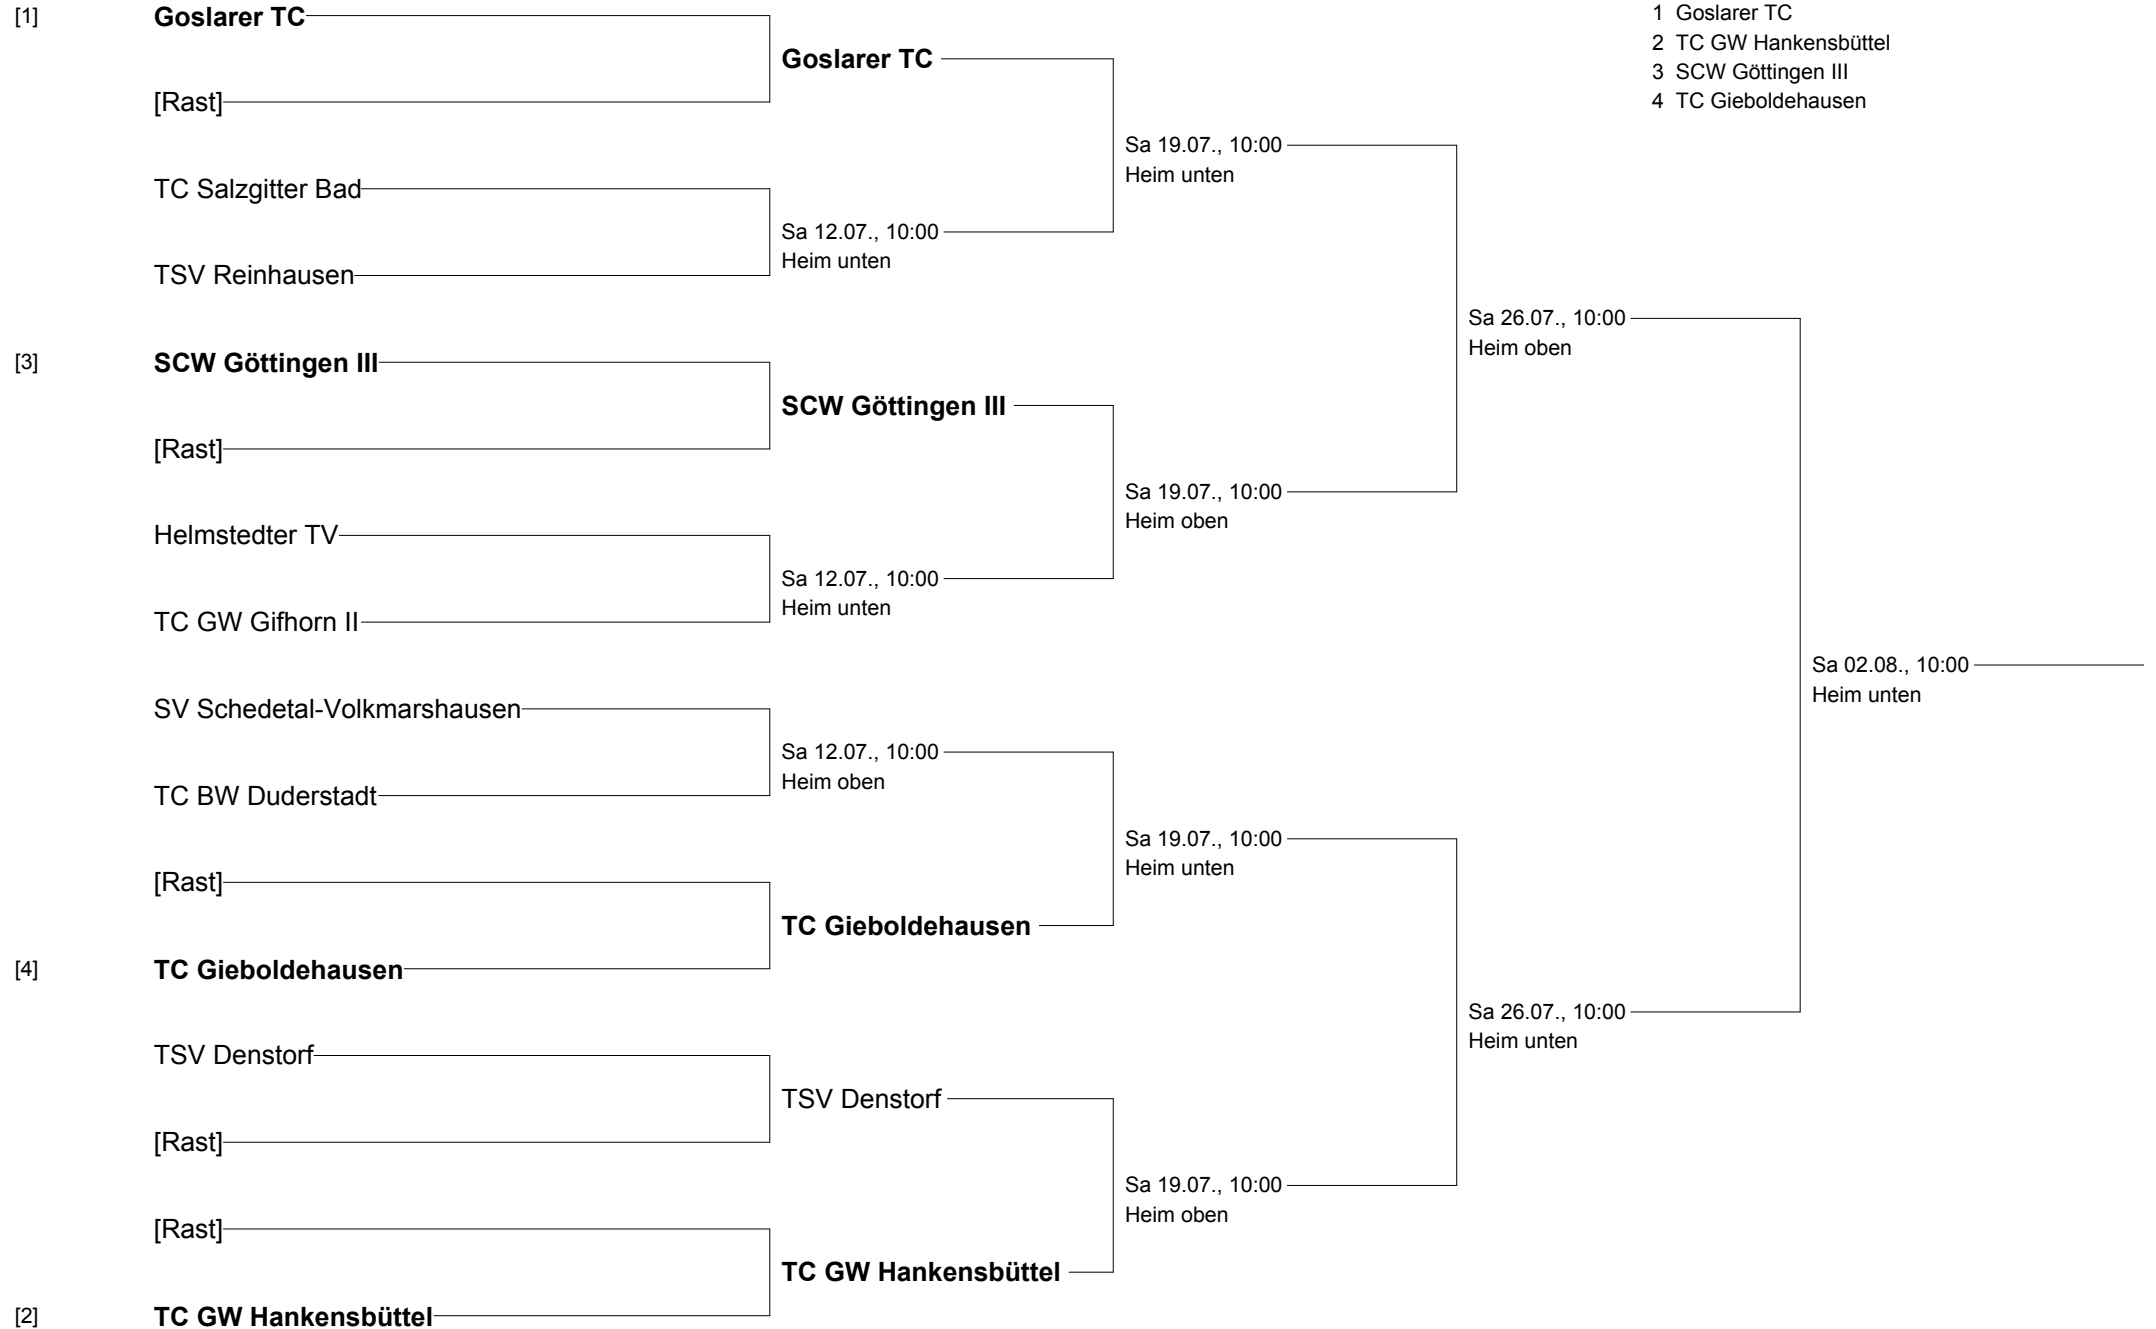 [1] Goslarer TC
[Rast]
TC Salzgitter Bad
TSV Reinhausen
[3] SCW Göttingen III
[Rast]
Helmstedter TV
TC GW Gifhorn II
SV Schedetal-Volkmarshausen
TC BW Duderstadt
[Rast]
[4] TC Gieboldehausen
TSV Denstorf
[Rast]
[Rast]
[2] TC GW Hankensbüttel
Goslarer TC
Sa 12.07., 10:00
Heim unten
SCW Göttingen III
Sa 12.07., 10:00
Heim unten
Sa 12.07., 10:00
Heim oben
TC Gieboldehausen
TSV Denstorf
TC GW Hankensbüttel
Sa 19.07., 10:00
Heim unten
Sa 19.07., 10:00
Heim oben
Sa 19.07., 10:00
Heim unten
Sa 19.07., 10:00
Heim oben
Sa 26.07., 10:00
Heim oben
Sa 26.07., 10:00
Heim unten
Sa 02.08., 10:00
Heim unten
1 Goslarer TC
2 TC GW Hankensbüttel
3 SCW Göttingen III
4 TC Gieboldehausen